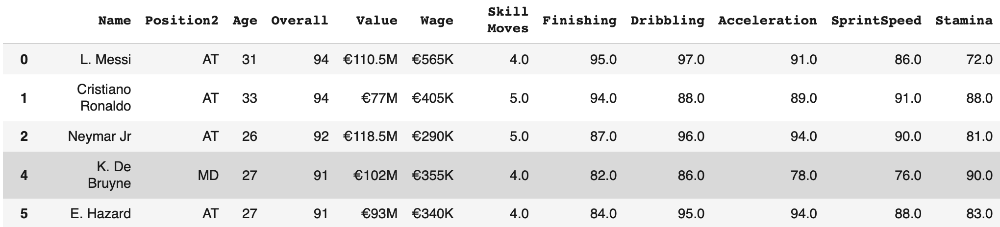 Name Position2 Age Overall Value Wage Skill Moves Finishing Dribbling Acceleration SprintSpeed Stamina
0 L. Messi AT 31 94 €110.5M €565K 4.0 95.0 97.0 91.0 86.0 72.0
1 Cristiano Ronaldo AT 33 94 €77M €405K 5.0 94.0 88.0 89.0 91.0 88.0
2 Neymar Jr AT 26 92 €118.5M €290K 5.0 87.0 96.0 94.0 90.0 81.0
4 K. De Bruyne MD 27 91 €102M €355K 4.0 82.0 86.0 78.0 76.0 90.0
5 E. Hazard AT 27 91 €93M €340K 4.0 84.0 95.0 94.0 88.0 83.0